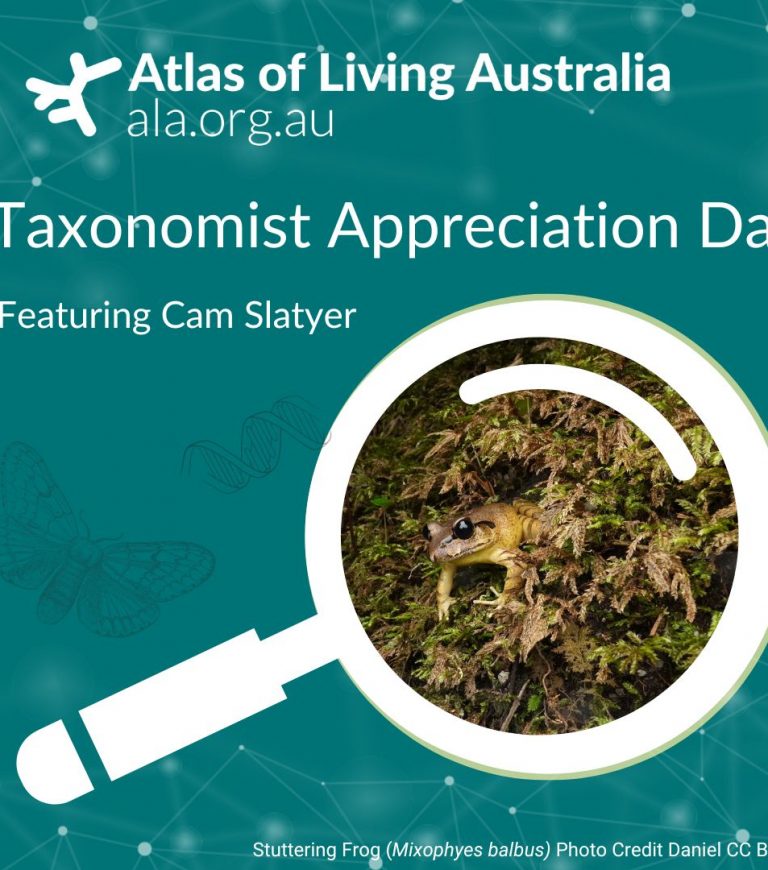 Atlas of Living Australia
ala.org.au
Taxonomist Appreciation Da
Featuring Cam Slatyer
Stuttering Frog (Mixophyes balbus) Photo Credit Daniel CC B